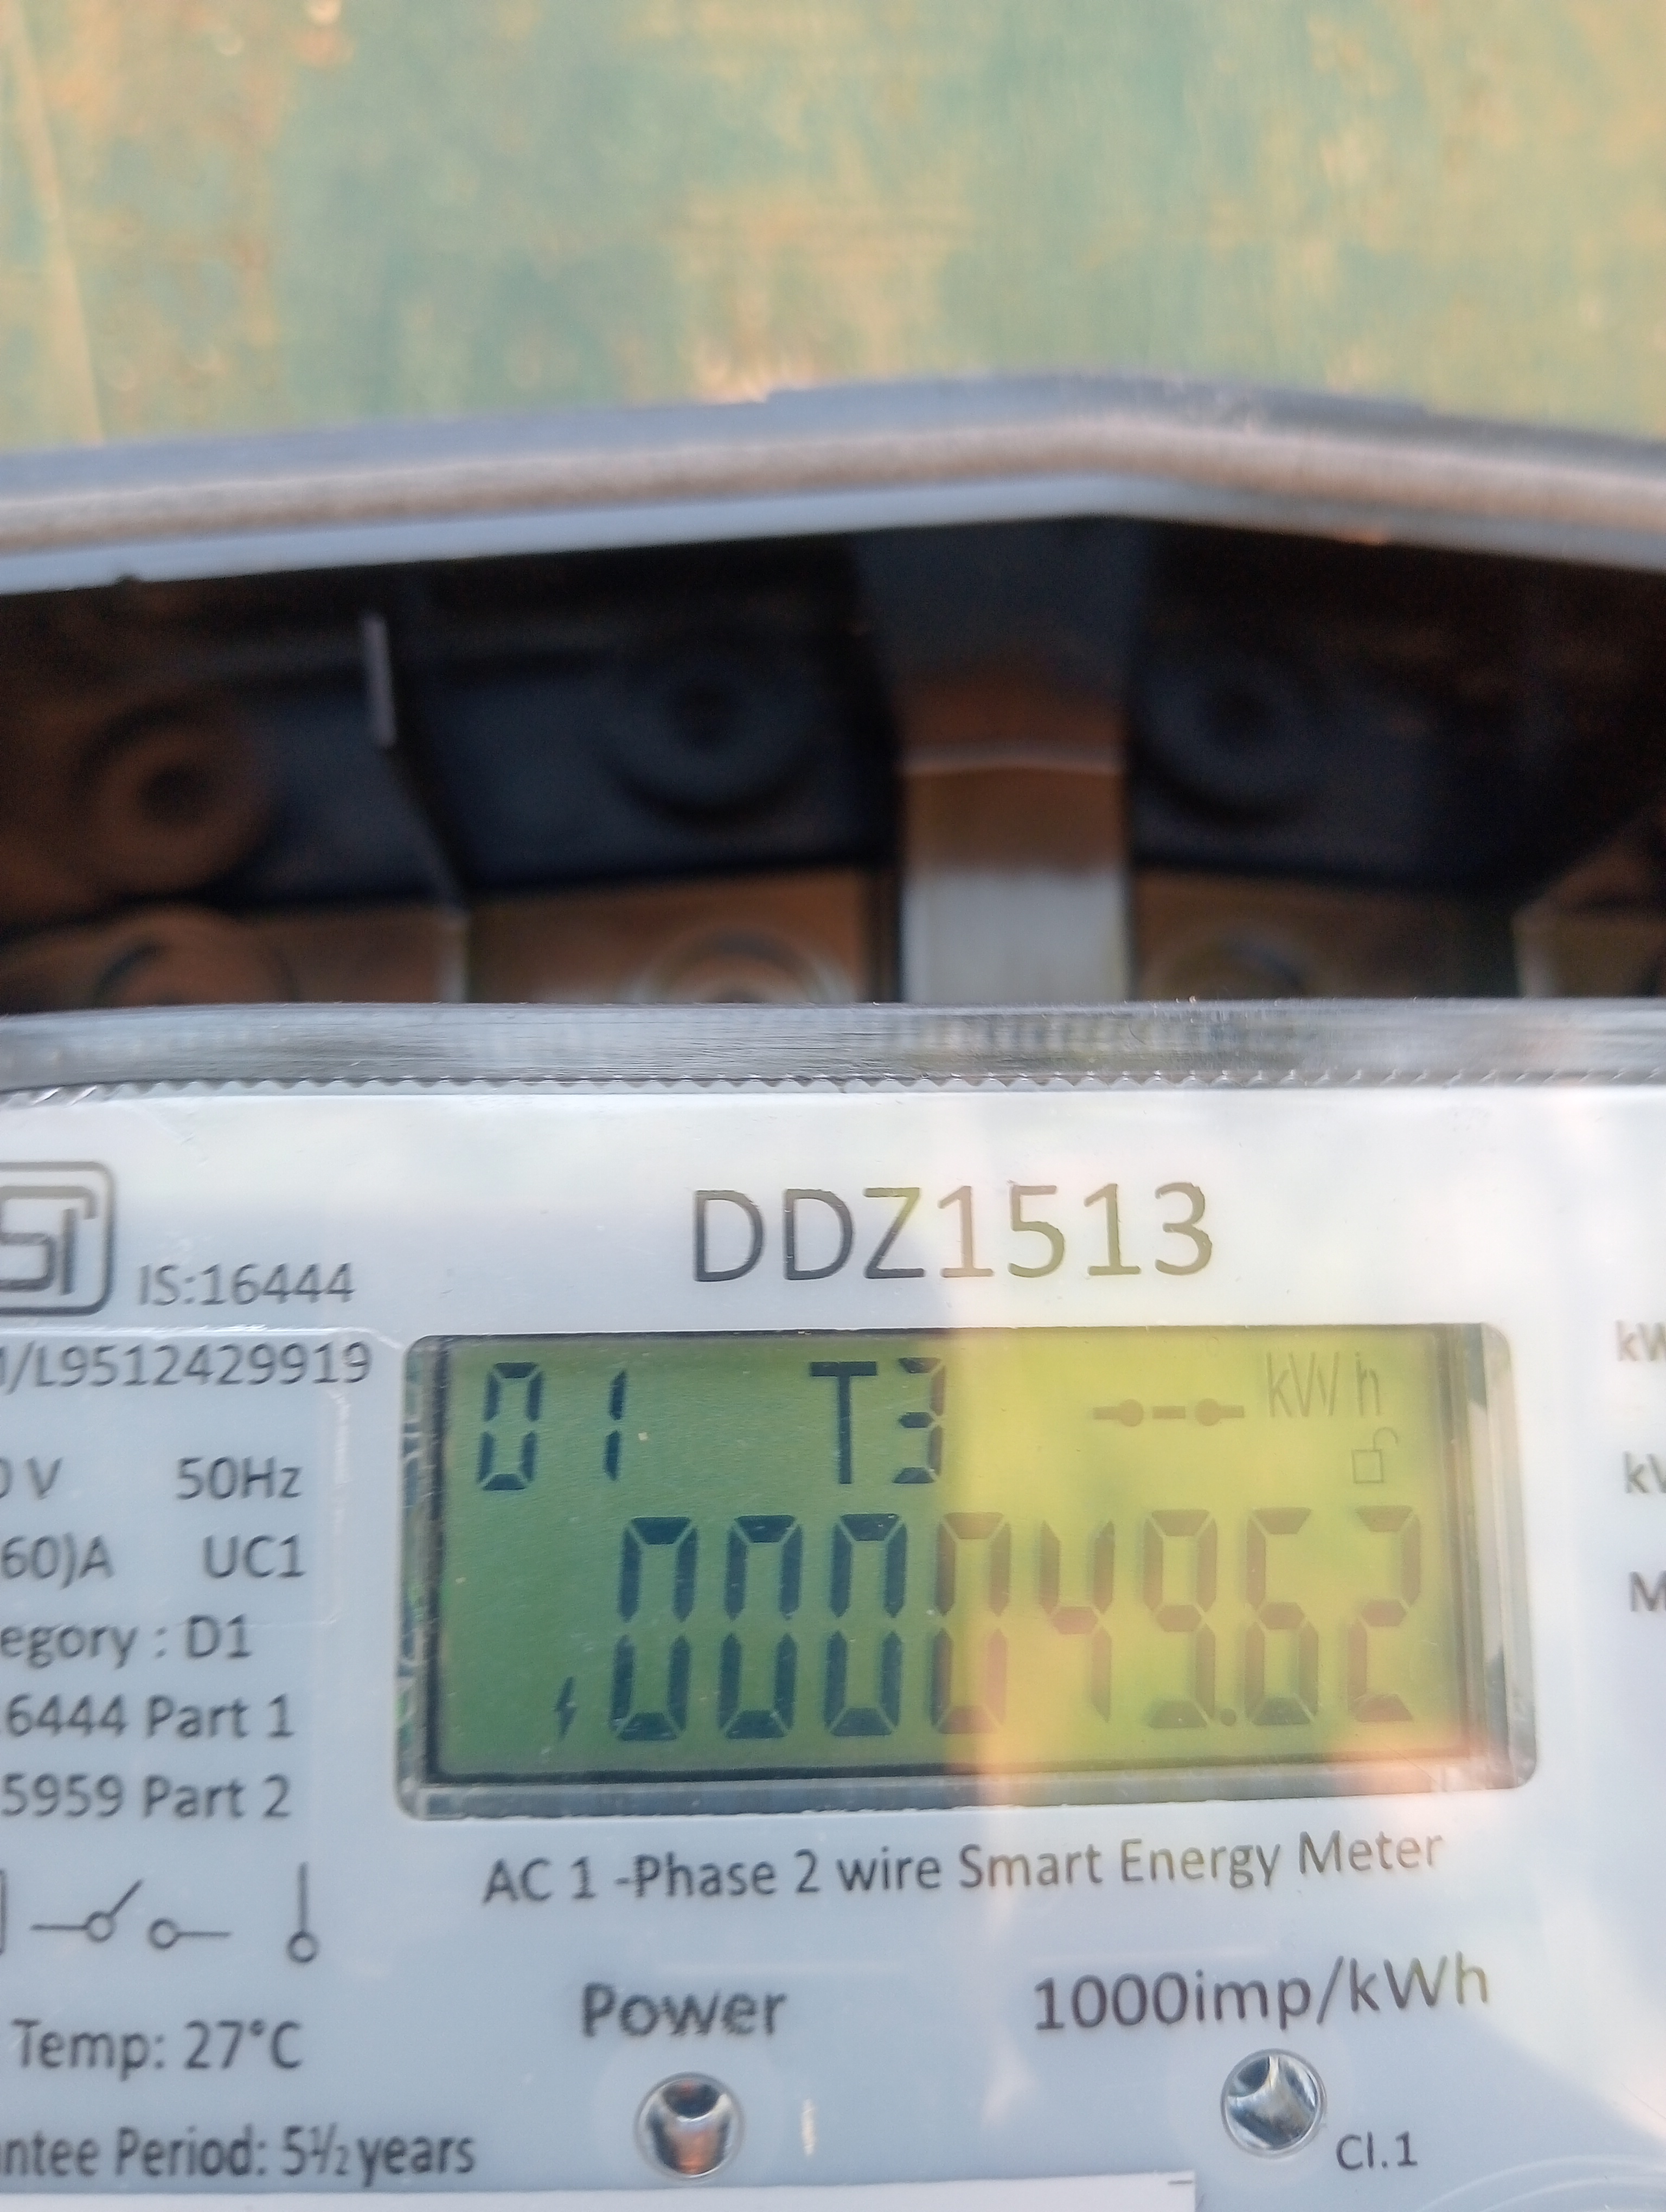 DDZ1513
IS:16444
/L9512429919
01 T3 kWh
000049.62
V 50Hz
60)A UC1
egory : D1
6444 Part 1
5959 Part 2
AC 1 -Phase 2 wire Smart Energy Meter
Power 1000imp/kWh
Temp: 27°C
ntee Period: 5½ years
Cl.1